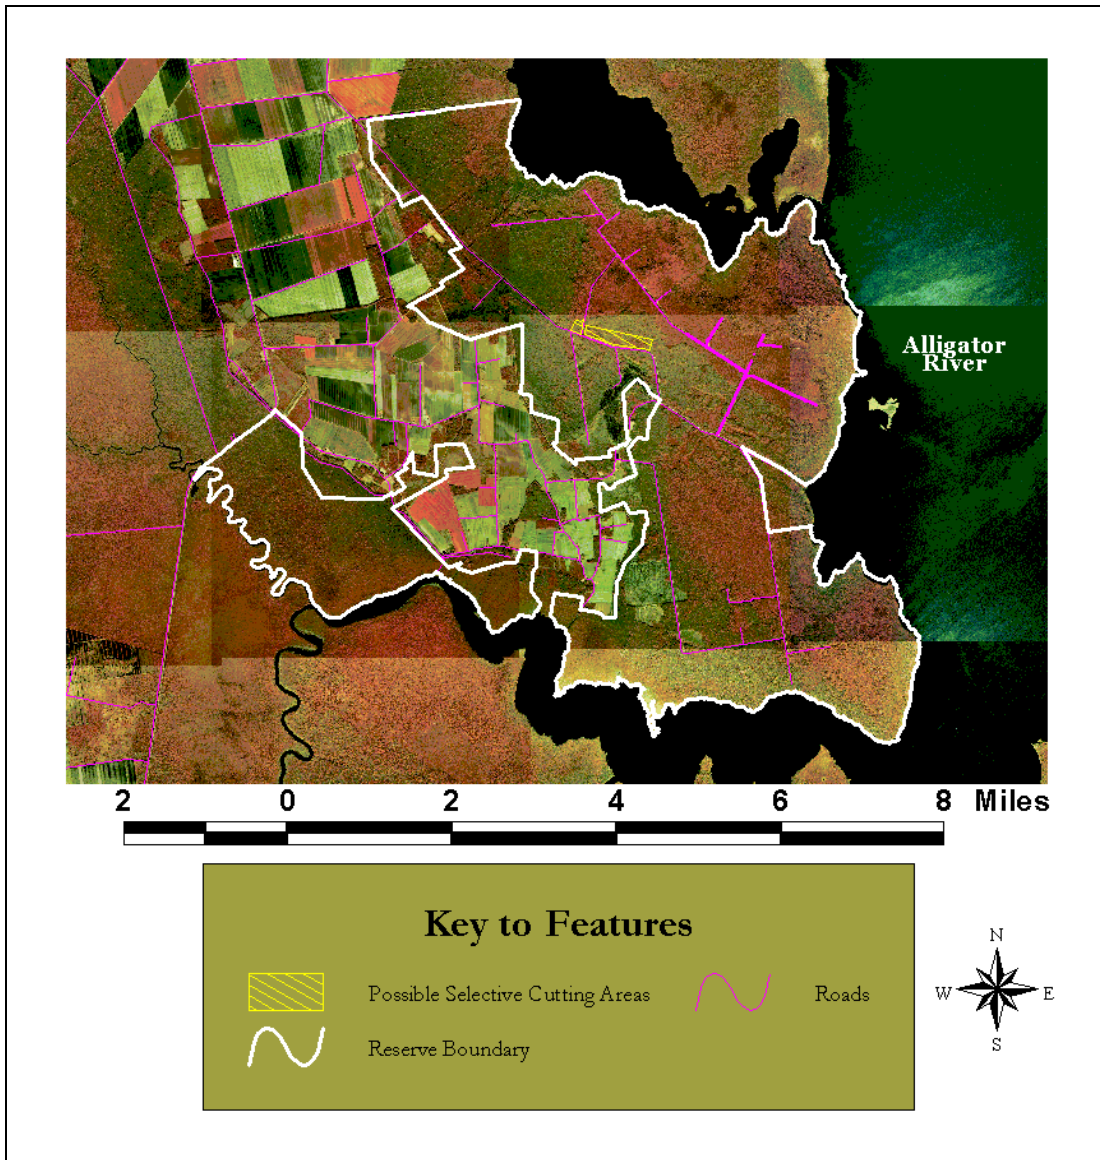 Alligator
River
2 0 2 4 6 8 Miles
Key to Features
Possible Selective Cutting Areas
Roads
Reserve Boundary
N
W E
S